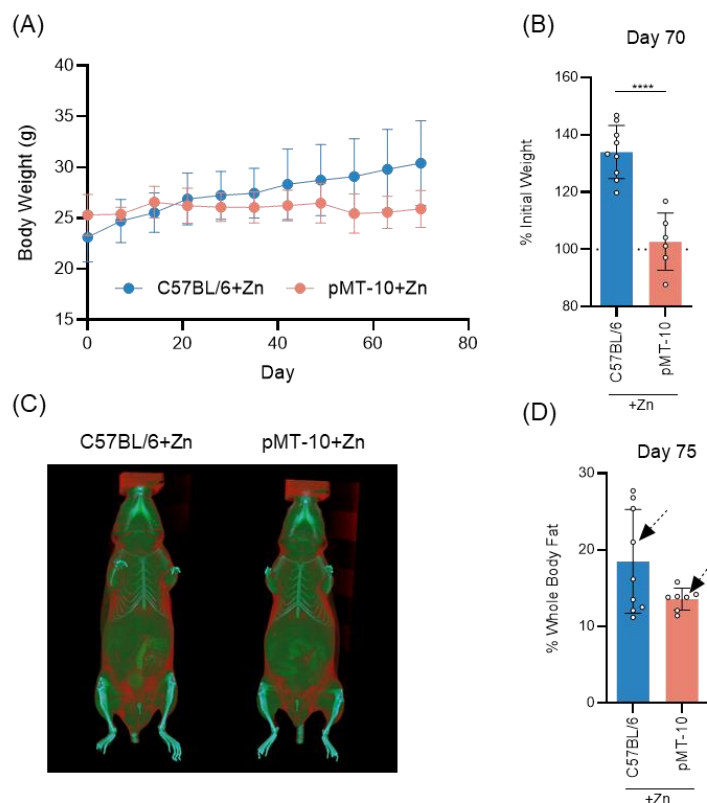 (A)
40
35
30
25
20
15
Body Weight (g)
C57BL/6+Zn
pMT-10+Zn
0
20
40
60
80
Day
(B)
Day 70
160
140
120
100
80
% Initial Weight
****
C57BL/6
pMT-10
+Zn
(C)
C57BL/6+Zn
pMT-10+Zn
(D)
Day 75
30
20
10
0
% Whole Body Fat
C57BL/6
pMT-10
+Zn